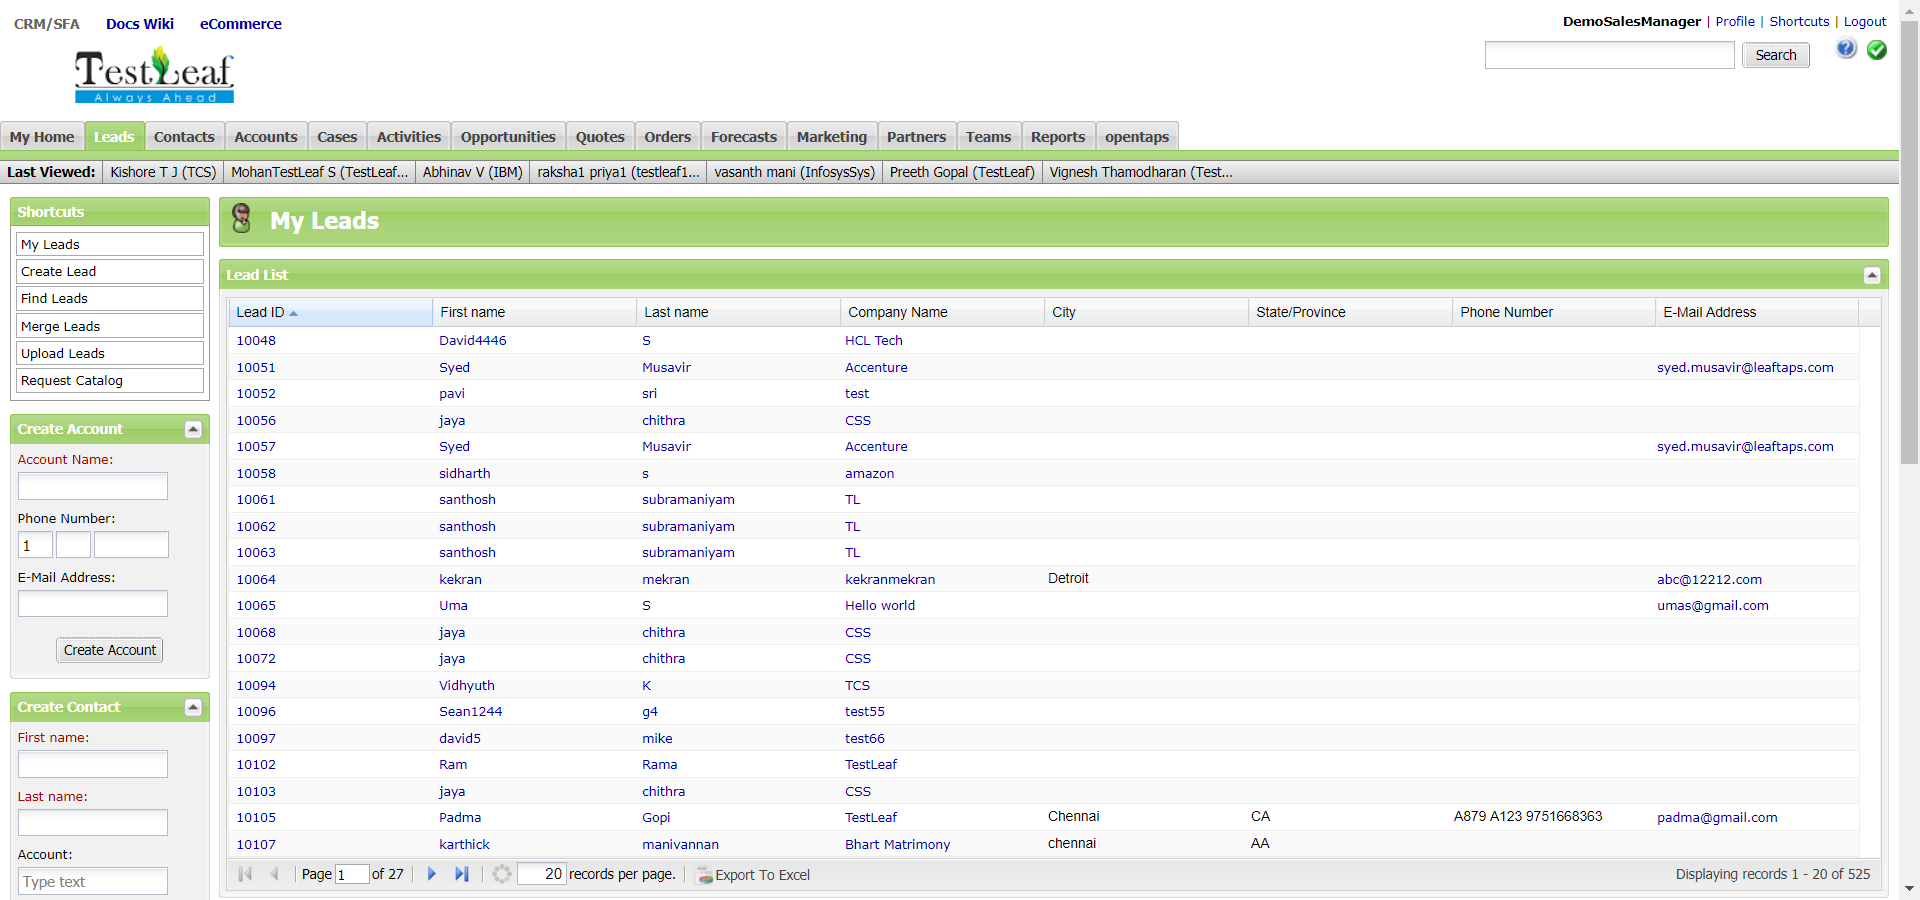 CRM/SFA Docs Wiki eCommerce
DemoSalesManager | Profile | Shortcuts | Logout
Search
TestLeaf
Always Ahead
My Home Leads Contacts Accounts Cases Activities Opportunities Quotes Orders Forecasts Marketing Partners Teams Reports opentaps
Last Viewed: Kishore T J (TCS) MohanTestLeaf S (TestLeaf... Abhinav V (IBM) raksha1 priya1 (testleaf1... vasanth mani (InfosysSys) Preeth Gopal (TestLeaf) Vignesh Thamodharan (Test...
Shortcuts
My Leads
Create Lead
Find Leads
Merge Leads
Upload Leads
Request Catalog
Create Account
Account Name:
Phone Number:
1
E-Mail Address:
Create Account
Create Contact
First name:
Last name:
Account:
Type text
My Leads
Lead List
Lead ID First name Last name Company Name City State/Province Phone Number E-Mail Address
10048 David4446 S HCL Tech
10051 Syed Musavir Accenture syed.musavir@leaftaps.com
10052 pavi sri test
10056 jaya chithra CSS
10057 Syed Musavir Accenture syed.musavir@leaftaps.com
10058 sidharth s amazon
10061 santhosh subramaniyam TL
10062 santhosh subramaniyam TL
10063 santhosh subramaniyam TL
10064 kekran mekran kekranmekran Detroit abc@12212.com
10065 Uma S Hello world umas@gmail.com
10068 jaya chithra CSS
10072 jaya chithra CSS
10094 Vidhyuth K TCS
10096 Sean1244 g4 test55
10097 david5 mike test66
10102 Ram Rama TestLeaf
10103 jaya chithra CSS
10105 Padma Gopi TestLeaf Chennai CA A879 A123 9751668363 padma@gmail.com
10107 karthick manivannan Bhart Matrimony chennai AA
Page 1 of 27 20 records per page. Export To Excel Displaying records 1 - 20 of 525